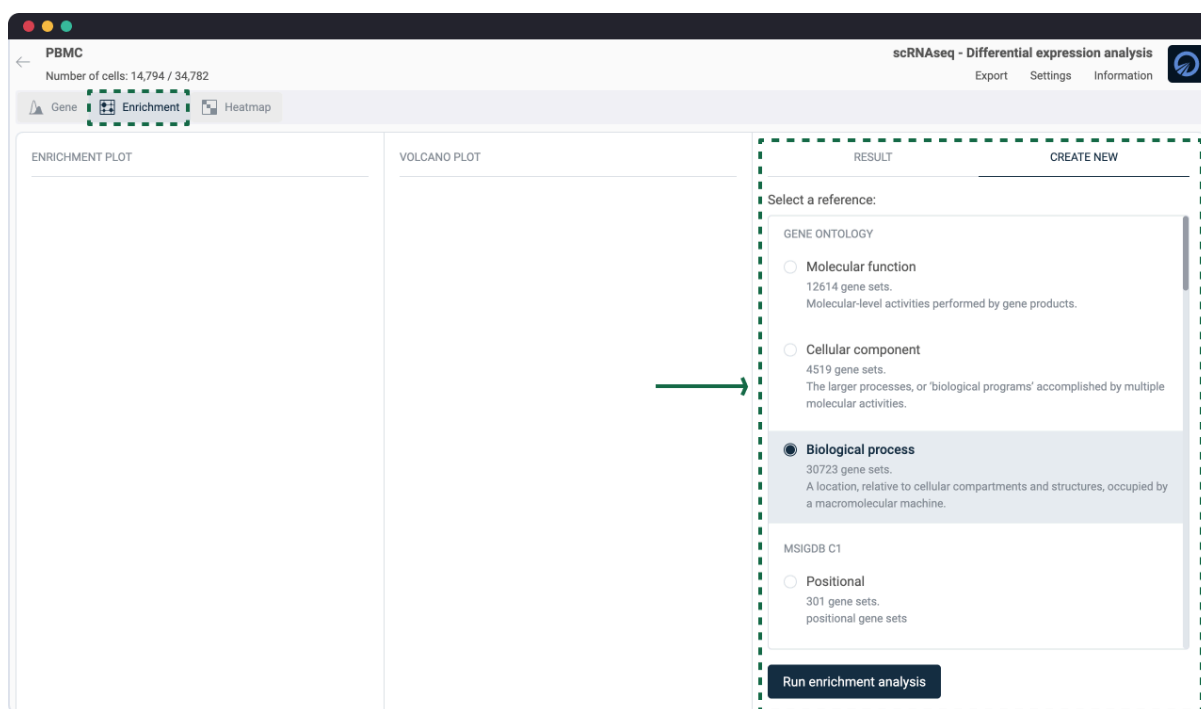 PBMC
Number of cells: 14,794 / 34,782
scRNAseq - Differential expression analysis
Export Settings Information
Gene Enrichment Heatmap
ENRICHMENT PLOT
VOLCANO PLOT
RESULT CREATE NEW
Select a reference:
GENE ONTOLOGY
Molecular function
12614 gene sets.
Molecular-level activities performed by gene products.
Cellular component
4519 gene sets.
The larger processes, or 'biological programs' accomplished by multiple
molecular activities.
Biological process
30723 gene sets.
A location, relative to cellular compartments and structures, occupied by
a macromolecular machine.
MSIGDB C1
Positional
301 gene sets.
positional gene sets
Run enrichment analysis